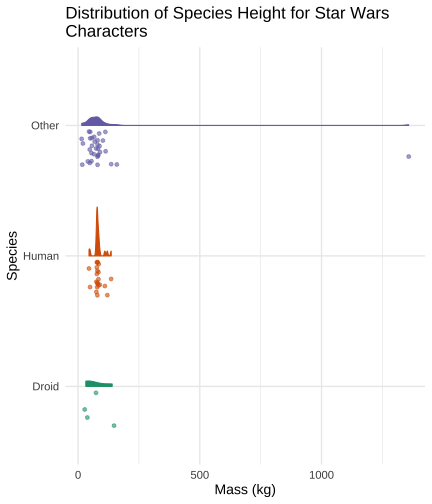 Distribution of Species Height for Star Wars
Characters
Species
Other
Human
Droid
0
500
1000
Mass (kg)